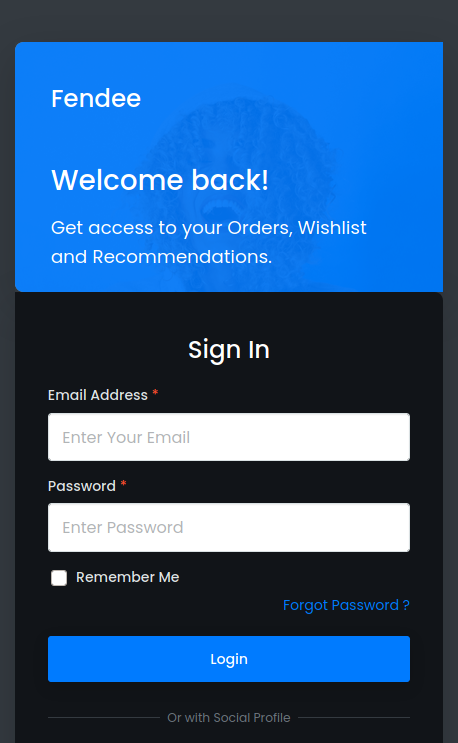 Fendee
Welcome back!
Get access to your Orders, Wishlist
and Recommendations.
Sign In
Email Address *
Enter Your Email
Password *
Enter Password
Remember Me
Forgot Password ?
Login
Or with Social Profile